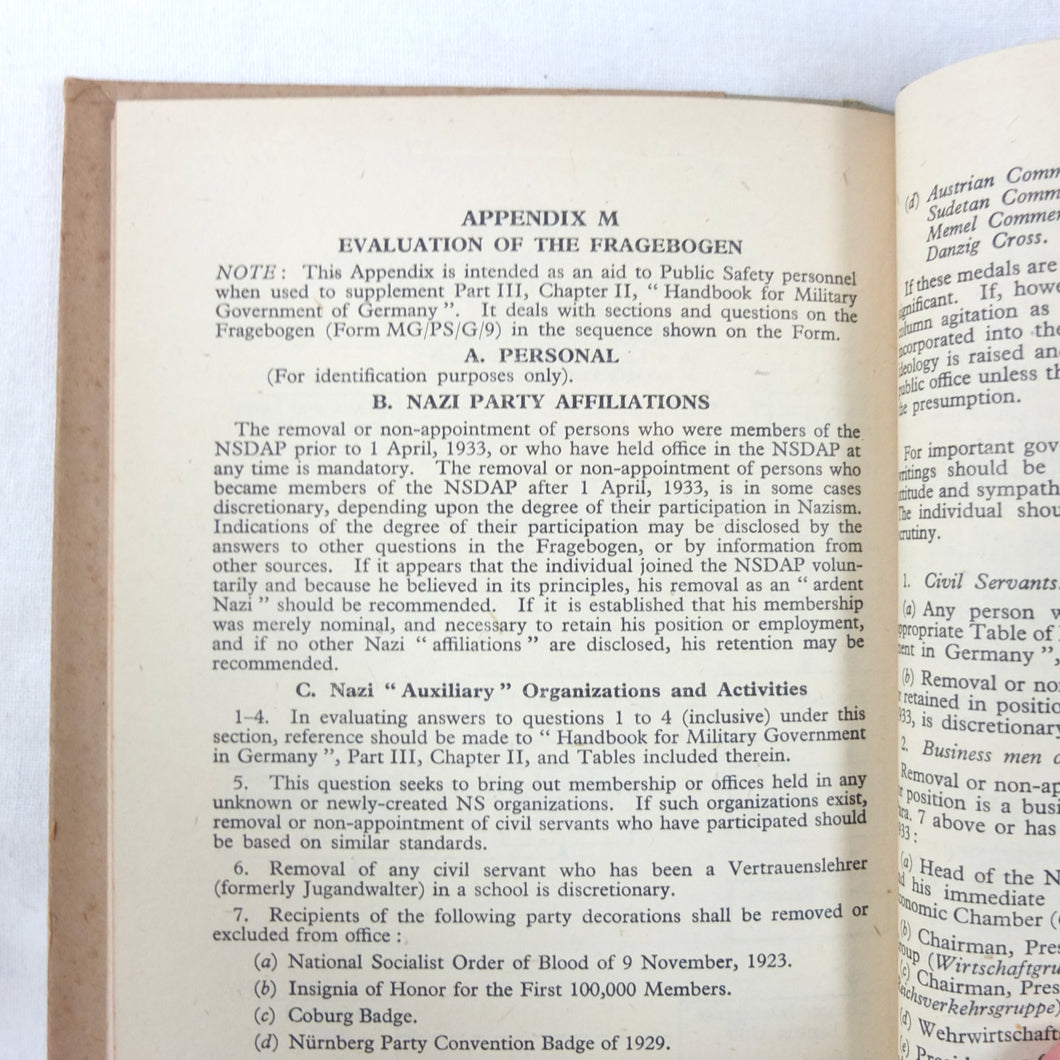 APPENDIX M
EVALUATION OF THE FRAGEBOGEN
NOTE: This Appendix is intended as an aid to Public Safety personnel
when used to supplement Part III, Chapter II, “ Handbook for Military
Government of Germany ”. It deals with sections and questions on the
Fragebogen (Form MG/PS/G/9) in the sequence shown on the Form.
A. PERSONAL
(For identification purposes only).
B. NAZI PARTY AFFILIATIONS
The removal or non-appointment of persons who were members of the
NSDAP prior to 1 April, 1933, or who have held office in the NSDAP at
any time is mandatory. The removal or non-appointment of persons who
became members of the NSDAP after 1 April, 1933, is in some cases
discretionary, depending upon the degree of their participation in Nazism.
Indications of the degree of their participation may be disclosed by the
answers to other questions in the Fragebogen, or by information from
other sources. If it appears that the individual joined the NSDAP volun-
tarily and because he believed in its principles, his removal as an “ ardent
Nazi ” should be recommended. If it is established that his membership
was merely nominal, and necessary to retain his position or employment,
and if no other Nazi “ affiliations ” are disclosed, his retention may be
recommended.
C. Nazi “ Auxiliary ” Organizations and Activities
1–4. In evaluating answers to questions 1 to 4 (inclusive) under this
section, reference should be made to “ Handbook for Military Government
in Germany ”, Part III, Chapter II, and Tables included therein.
5. This question seeks to bring out membership or offices held in any
unknown or newly-created NS organizations. If such organizations exist,
removal or non-appointment of civil servants who have participated should
be based on similar standards.
6. Removal of any civil servant who has been a Vertrauenslehrer
(formerly Jugandwalter) in a school is discretionary.
7. Recipients of the following party decorations shall be removed or
excluded from office :
(a) National Socialist Order of Blood of 9 November, 1923.
(b) Insignia of Honor for the First 100,000 Members.
(c) Coburg Badge.
(d) Nürnberg Party Convention Badge of 1929.
(d) Austrian Comm
Sudetan Comm
Memel Commem
Danzig Cross.
If these medals are
significant. If, howe
column agitation as
incorporated into the
ideology is raised and
public office unless th
the presumption.
For important gov
writings should be
attitude and sympath
The individual shou
scrutiny.
1. Civil Servants.
(a) Any person w
appropriate Table of
ment in Germany ”,
(b) Removal or no
r retained in positio
933, is discretionary
2. Business men a
Removal or non-ap
r position is a busi
ara. 7 above or has
933 :
(a) Head of the N
nd his immediate
conomic Chamber (
(b) Chairman, Pres
Group (Wirtschaftgru
(c) Chairman, Pres
Reichsverkehrsgruppe)
(d) Wehrwirtschaft
(e)